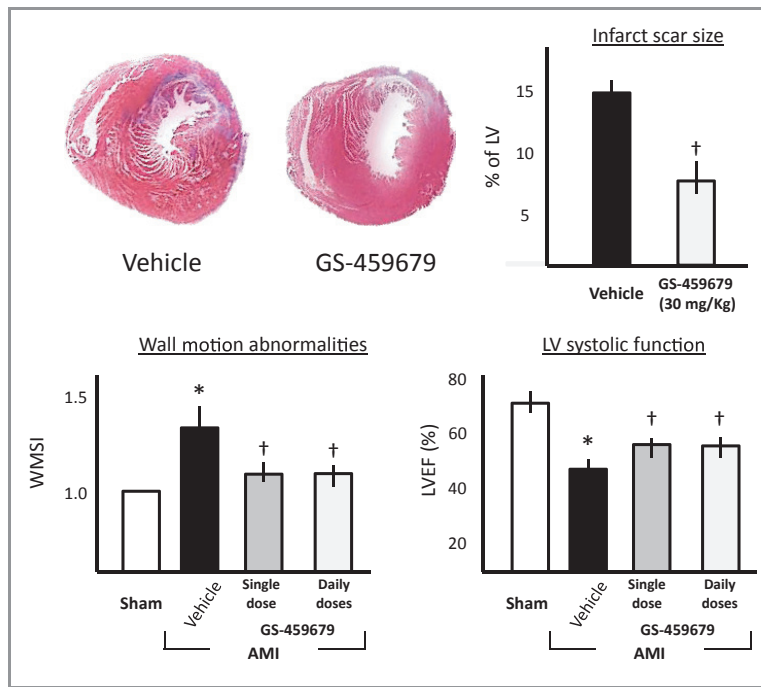 Infarct scar size
% of LV
15
10
5
†
Vehicle
GS-459679
(30 mg/Kg)
Vehicle
GS-459679
Wall motion abnormalities
WMSI
1.5
1.0
*
†
†
Sham
Vehicle
Single
dose
Daily
doses
GS-459679
AMI
LV systolic function
LVEF (%)
80
60
40
20
*
†
†
Sham
Vehicle
Single
dose
Daily
doses
GS-459679
AMI